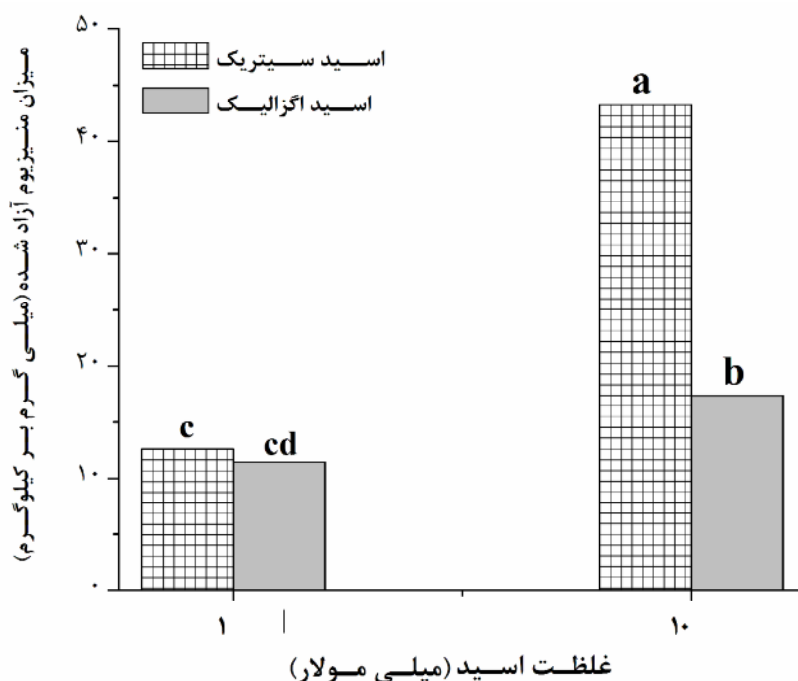 میزان منیزیوم آزاد شده (میلی گرم بر کیلوگرم)
۵۰
۴۰
۳۰
۲۰
۱۰
۰
اسید سیتریک
اسید اگزالیک
a
b
c
cd
۱
۱۰
غلظت اسید (میلی مولار)